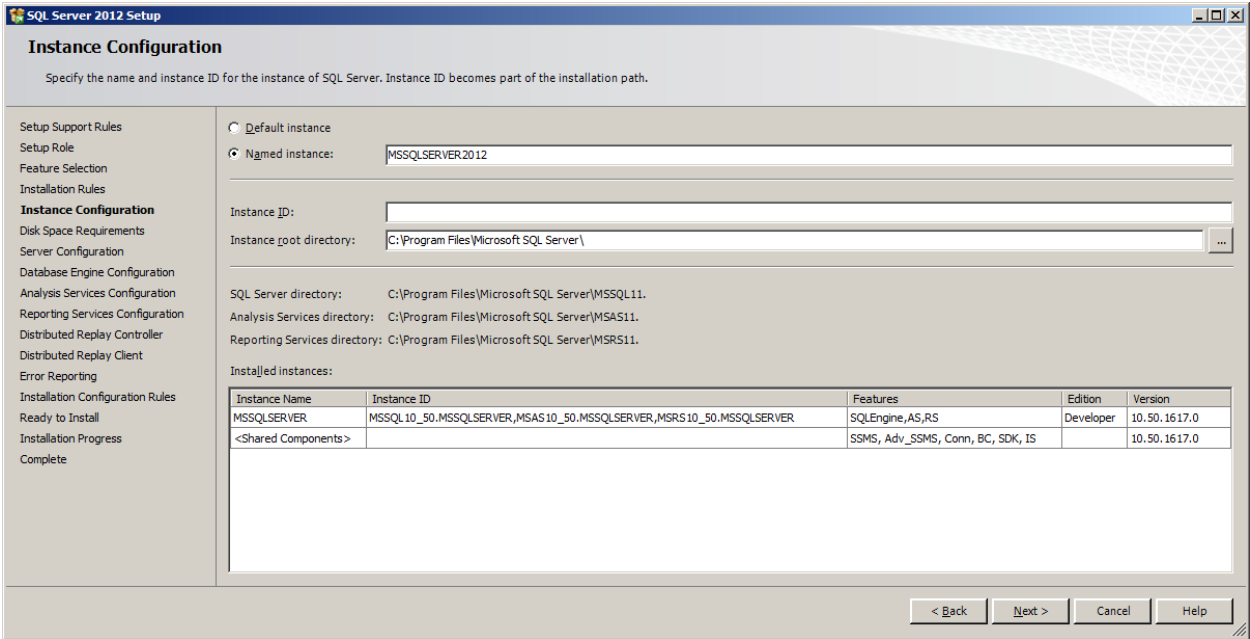 SQL Server 2012 Setup
Instance Configuration
Specify the name and instance ID for the instance of SQL Server. Instance ID becomes part of the installation path.
Setup Support Rules
Setup Role
Feature Selection
Installation Rules
Instance Configuration
Disk Space Requirements
Server Configuration
Database Engine Configuration
Analysis Services Configuration
Reporting Services Configuration
Distributed Replay Controller
Distributed Replay Client
Error Reporting
Installation Configuration Rules
Ready to Install
Installation Progress
Complete
Default instance
Named instance: MSSQLSERVER2012
Instance ID:
Instance root directory: C:\Program Files\Microsoft SQL Server\ ...
SQL Server directory: C:\Program Files\Microsoft SQL Server\MSSQL11.
Analysis Services directory: C:\Program Files\Microsoft SQL Server\MSAS11.
Reporting Services directory: C:\Program Files\Microsoft SQL Server\MSRS11.
Installed instances:
Instance Name Instance ID Features Edition Version
MSSQLSERVER MSSQL10_50.MSSQLSERVER,MSAS10_50.MSSQLSERVER,MSRS10_50.MSSQLSERVER SQLEngine,AS,RS Developer 10.50.1617.0
<Shared Components> SSMS, Adv_SSMS, Conn, BC, SDK, IS 10.50.1617.0
< Back Next > Cancel Help